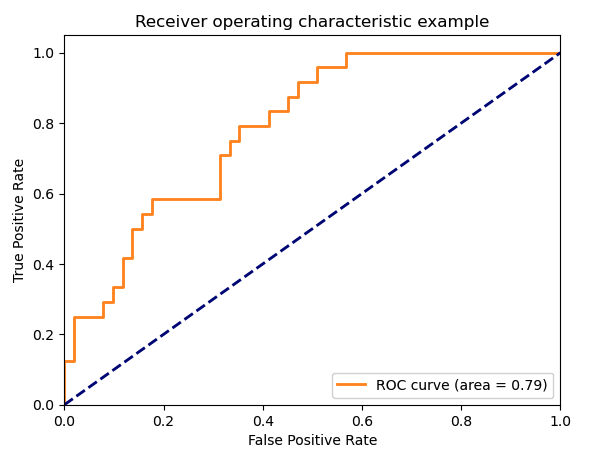 Receiver operating characteristic example
1.0
0.8
0.6
0.4
0.2
0.0
True Positive Rate
ROC curve (area = 0.79)
0.0 0.2 0.4 0.6 0.8 1.0
False Positive Rate